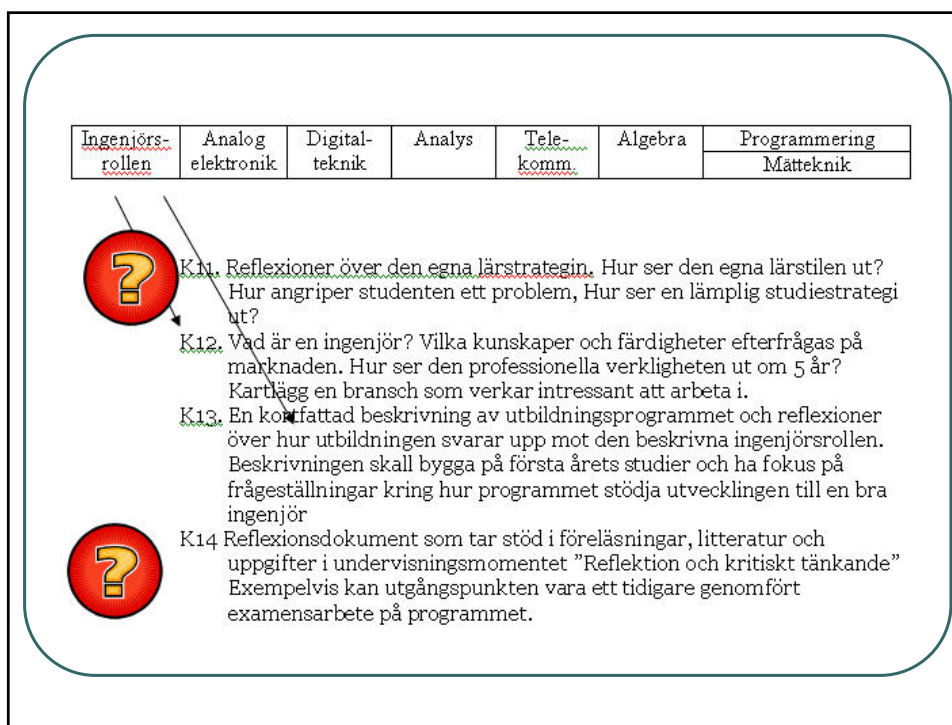 Ingenjörs- Analog Digital- Analys Tele- Algebra Programmering
rollen elektronik teknik komm. Mätteknik
?
K11. Reflexioner över den egna lärstrategin. Hur ser den egna lärstilen ut?
Hur angriper studenten ett problem, Hur ser en lämplig studiestrategi
ut?
K12. Vad är en ingenjör? Vilka kunskaper och färdigheter efterfrågas på
marknaden. Hur ser den professionella verkligheten ut om 5 år?
Kartlägg en bransch som verkar intressant att arbeta i.
K13. En kortfattad beskrivning av utbildningsprogrammet och reflexioner
över hur utbildningen svarar upp mot den beskrivna ingenjörsrollen.
Beskrivningen skall bygga på första årets studier och ha fokus på
frågeställningar kring hur programmet stödja utvecklingen till en bra
ingenjör
?
K14 Reflexionsdokument som tar stöd i föreläsningar, litteratur och
uppgifter i undervisningsmomentet ”Reflektion och kritiskt tänkande”
Exempelvis kan utgångspunkten vara ett tidigare genomfört
examensarbete på programmet.